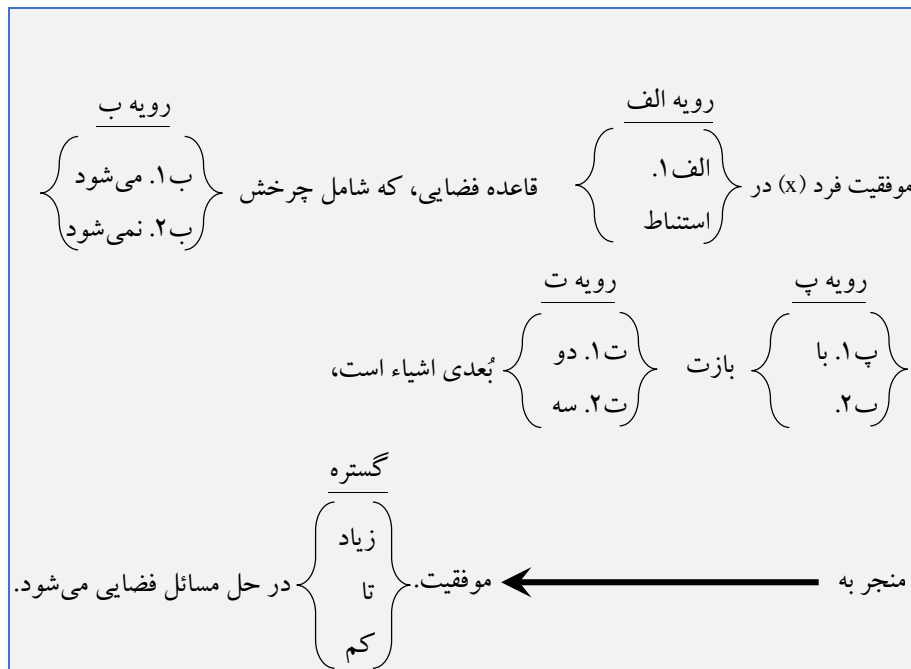 رویه الف
رویه ب
موفقیت فرد (x) در
الف۱.
استنباط
قاعده فضایی، که شامل چرخش
ب۱. می‌شود
ب۲. نمی‌شود
رویه پ
رویه ت
پ۱. با
پ۲.
بازت
ت۱. دو
ت۲. سه
بُعدی اشیاء است،
گستره
منجر به
موفقیت.
زیاد
تا
کم
در حل مسائل فضایی می‌شود.